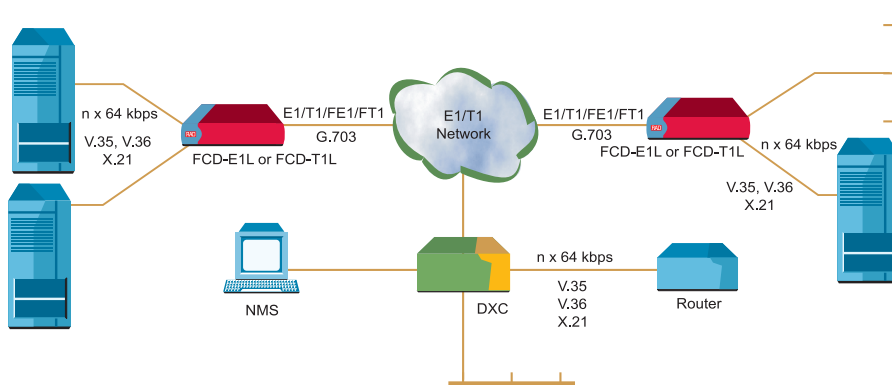 n x 64 kbps
V.35, V.36
X.21
RAD
FCD-E1L or FCD-T1L
E1/T1/FE1/FT1
G.703
E1/T1
Network
E1/T1/FE1/FT1
G.703
RAD
FCD-E1L or FCD-T1L
n x 64 kbps
V.35, V.36
X.21
NMS
DXC
n x 64 kbps
V.35
V.36
X.21
Router